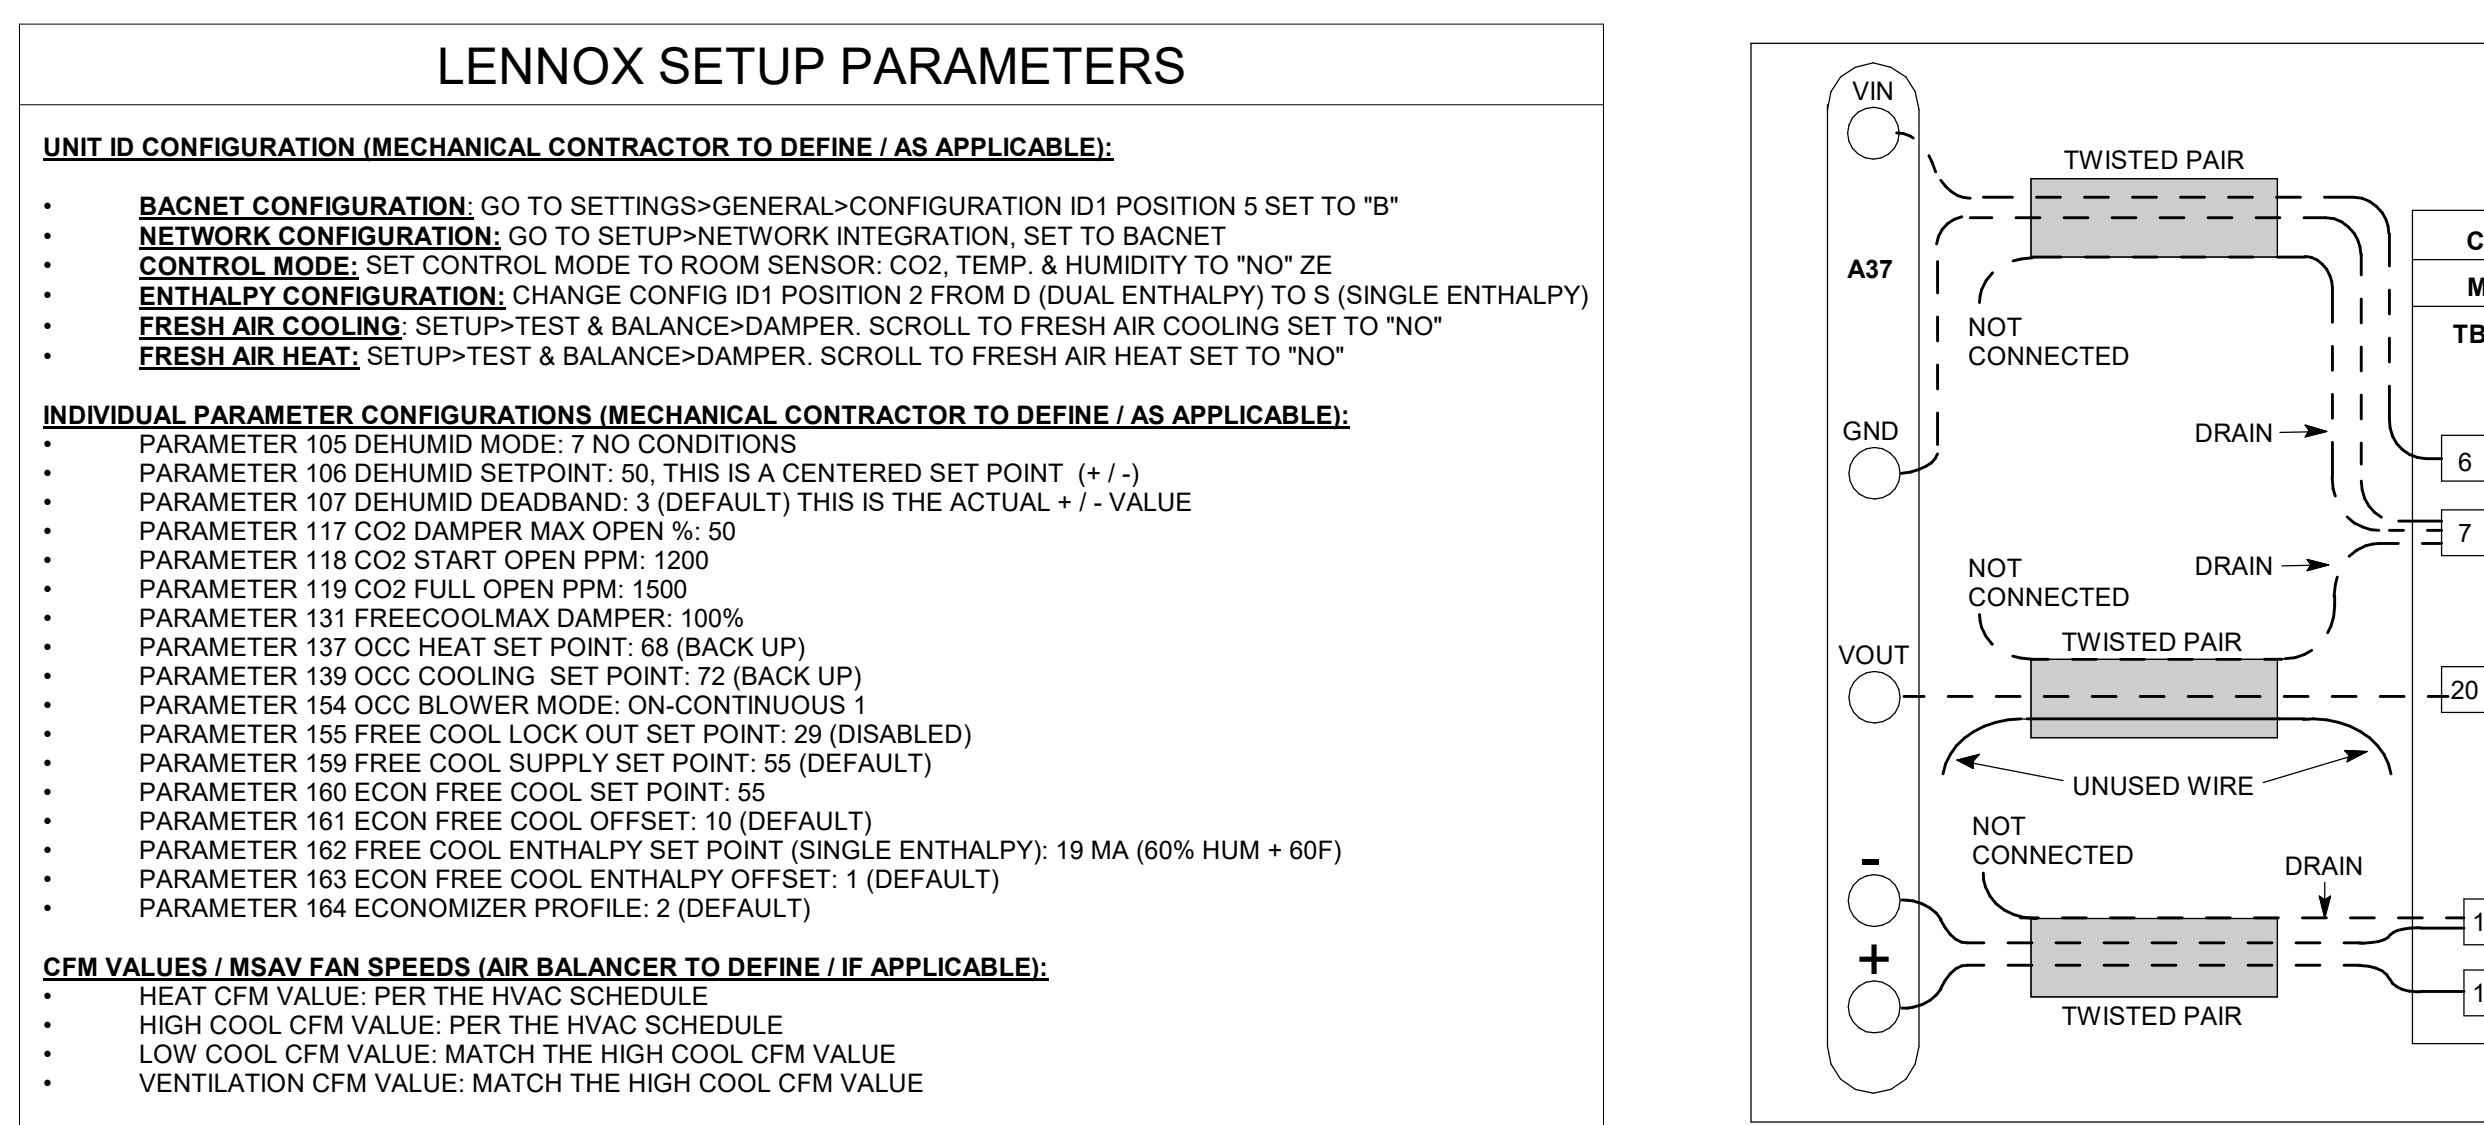 LENNOX SETUP PARAMETERS
UNIT ID CONFIGURATION (MECHANICAL CONTRACTOR TO DEFINE / AS APPLICABLE):
• BACNET CONFIGURATION: GO TO SETTINGS>GENERAL>CONFIGURATION ID1 POSITION 5 SET TO "B"
• NETWORK CONFIGURATION: GO TO SETUP>NETWORK INTEGRATION, SET TO BACNET
• CONTROL MODE: SET CONTROL MODE TO ROOM SENSOR: CO2, TEMP. & HUMIDITY TO "NO" ZE
• ENTHALPY CONFIGURATION: CHANGE CONFIG ID1 POSITION 2 FROM D (DUAL ENTHALPY) TO S (SINGLE ENTHALPY)
• FRESH AIR COOLING: SETUP>TEST & BALANCE>DAMPER. SCROLL TO FRESH AIR COOLING SET TO "NO"
• FRESH AIR HEAT: SETUP>TEST & BALANCE>DAMPER. SCROLL TO FRESH AIR HEAT SET TO "NO"
INDIVIDUAL PARAMETER CONFIGURATIONS (MECHANICAL CONTRACTOR TO DEFINE / AS APPLICABLE):
• PARAMETER 105 DEHUMID MODE: 7 NO CONDITIONS
• PARAMETER 106 DEHUMID SETPOINT: 50, THIS IS A CENTERED SET POINT (+ / -)
• PARAMETER 107 DEHUMID DEADBAND: 3 (DEFAULT) THIS IS THE ACTUAL + / - VALUE
• PARAMETER 117 CO2 DAMPER MAX OPEN %: 50
• PARAMETER 118 CO2 START OPEN PPM: 1200
• PARAMETER 119 CO2 FULL OPEN PPM: 1500
• PARAMETER 131 FREECOOLMAX DAMPER: 100%
• PARAMETER 137 OCC HEAT SET POINT: 68 (BACK UP)
• PARAMETER 139 OCC COOLING SET POINT: 72 (BACK UP)
• PARAMETER 154 OCC BLOWER MODE: ON-CONTINUOUS 1
• PARAMETER 155 FREE COOL LOCK OUT SET POINT: 29 (DISABLED)
• PARAMETER 159 FREE COOL SUPPLY SET POINT: 55 (DEFAULT)
• PARAMETER 160 ECON FREE COOL SET POINT: 55
• PARAMETER 161 ECON FREE COOL OFFSET: 10 (DEFAULT)
• PARAMETER 162 FREE COOL ENTHALPY SET POINT (SINGLE ENTHALPY): 19 MA (60% HUM + 60F)
• PARAMETER 163 ECON FREE COOL ENTHALPY OFFSET: 1 (DEFAULT)
• PARAMETER 164 ECONOMIZER PROFILE: 2 (DEFAULT)
CFM VALUES / MSAV FAN SPEEDS (AIR BALANCER TO DEFINE / IF APPLICABLE):
• HEAT CFM VALUE: PER THE HVAC SCHEDULE
• HIGH COOL CFM VALUE: PER THE HVAC SCHEDULE
• LOW COOL CFM VALUE: MATCH THE HIGH COOL CFM VALUE
• VENTILATION CFM VALUE: MATCH THE HIGH COOL CFM VALUE
VIN
TWISTED PAIR
C
A37
M
NOT
CONNECTED
TB
GND
DRAIN
6
7
NOT
CONNECTED
DRAIN
TWISTED PAIR
VOUT
20
UNUSED WIRE
NOT
CONNECTED
-
DRAIN
1
+
1
TWISTED PAIR